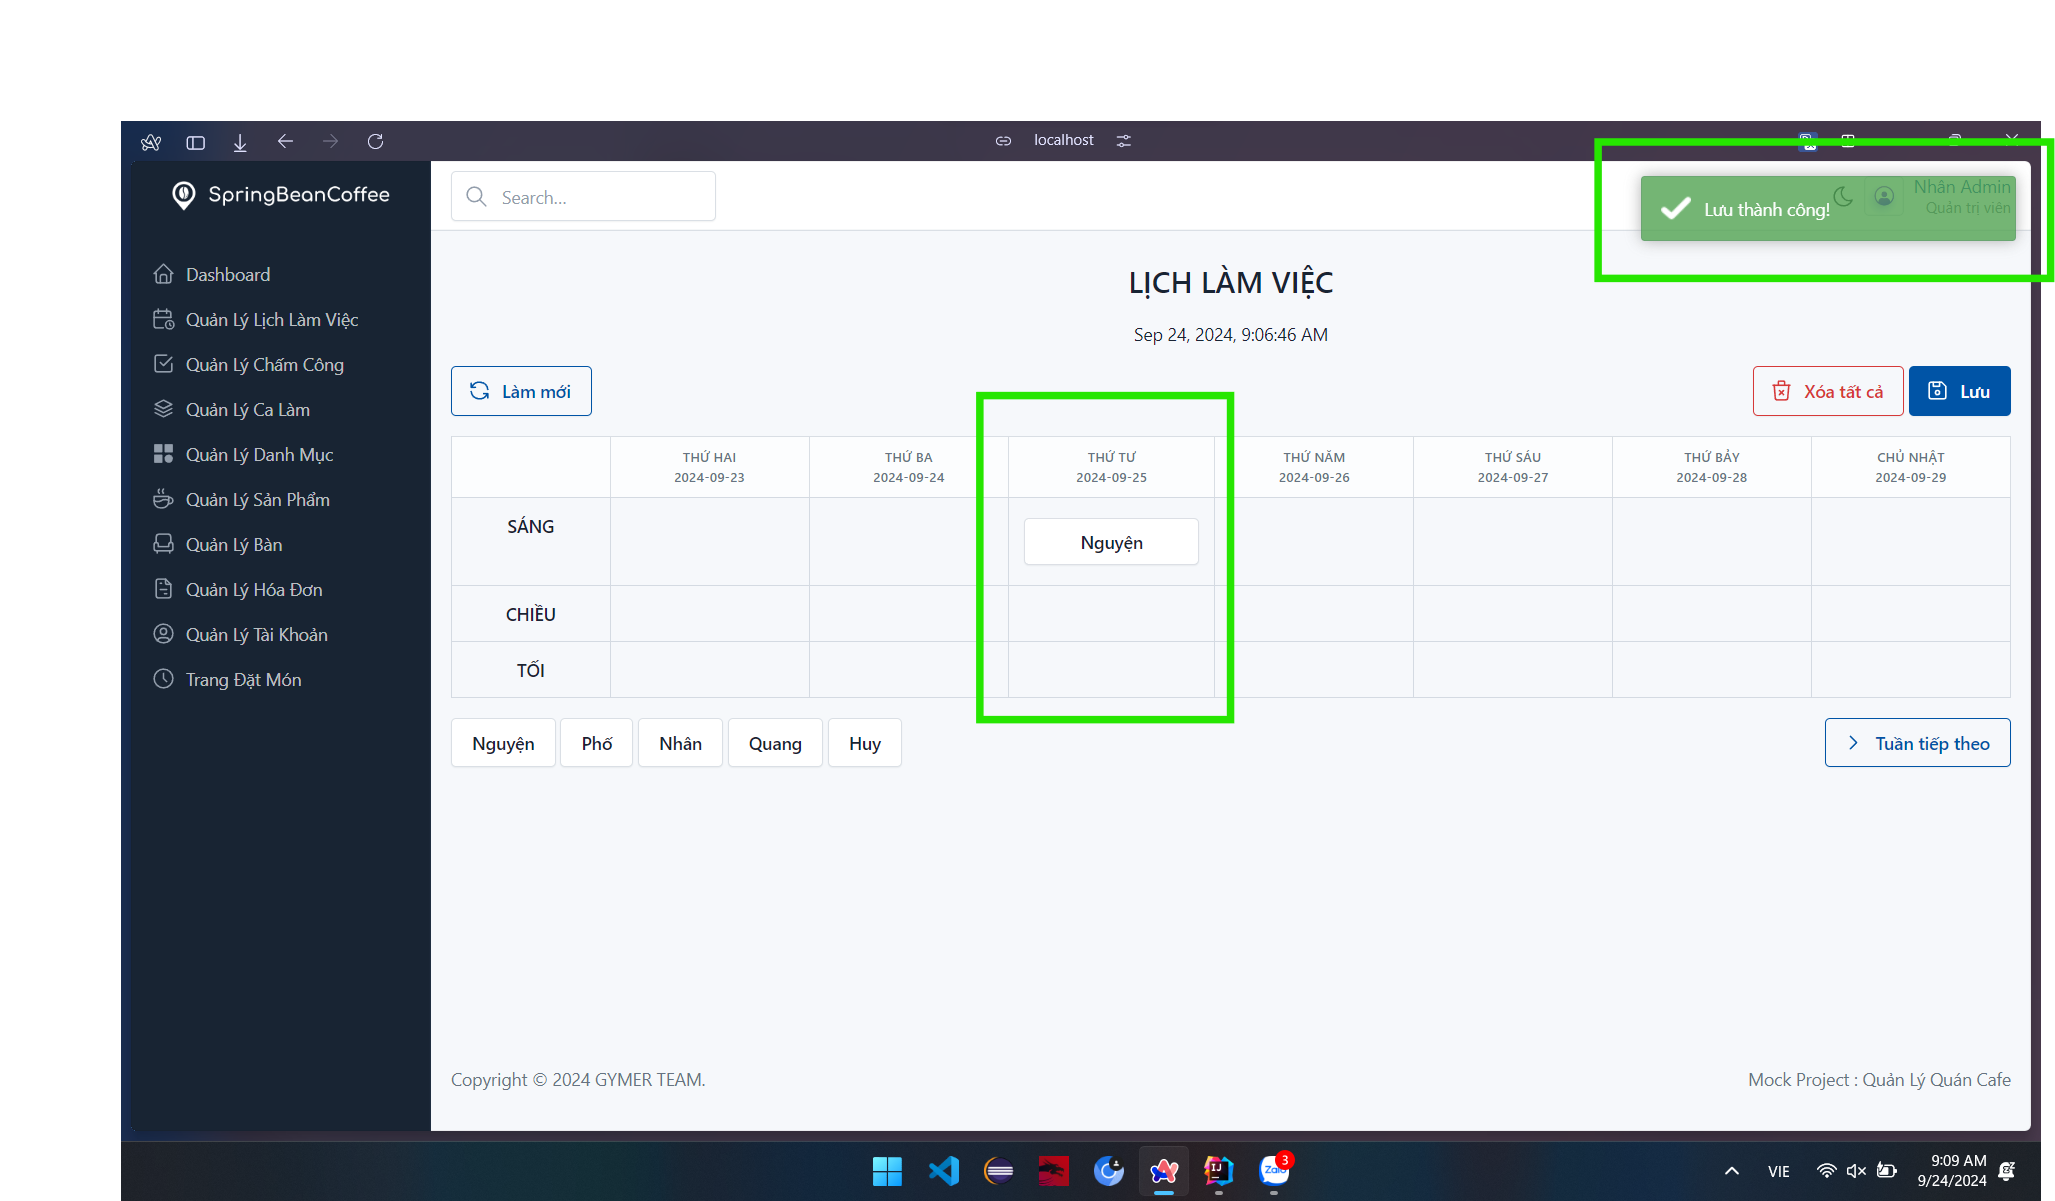 localhost
SpringBeanCoffee
Search...
Lưu thành công!
Nhân Admin
Quản trị viên
Dashboard
Quản Lý Lịch Làm Việc
Quản Lý Chấm Công
Quản Lý Ca Làm
Quản Lý Danh Mục
Quản Lý Sản Phẩm
Quản Lý Bàn
Quản Lý Hóa Đơn
Quản Lý Tài Khoản
Trang Đặt Món
LỊCH LÀM VIỆC
Sep 24, 2024, 9:06:46 AM
Làm mới
Xóa tất cả
Lưu
THỨ HAI
2024-09-23
THỨ BA
2024-09-24
THỨ TƯ
2024-09-25
THỨ NĂM
2024-09-26
THỨ SÁU
2024-09-27
THỨ BẢY
2024-09-28
CHỦ NHẬT
2024-09-29
SÁNG
Nguyện
CHIỀU
TỐI
Nguyện
Phố
Nhân
Quang
Huy
Tuần tiếp theo
Copyright © 2024 GYMER TEAM.
Mock Project : Quản Lý Quán Cafe
IJ
Zalo
3
VIE
9:09 AM
9/24/2024